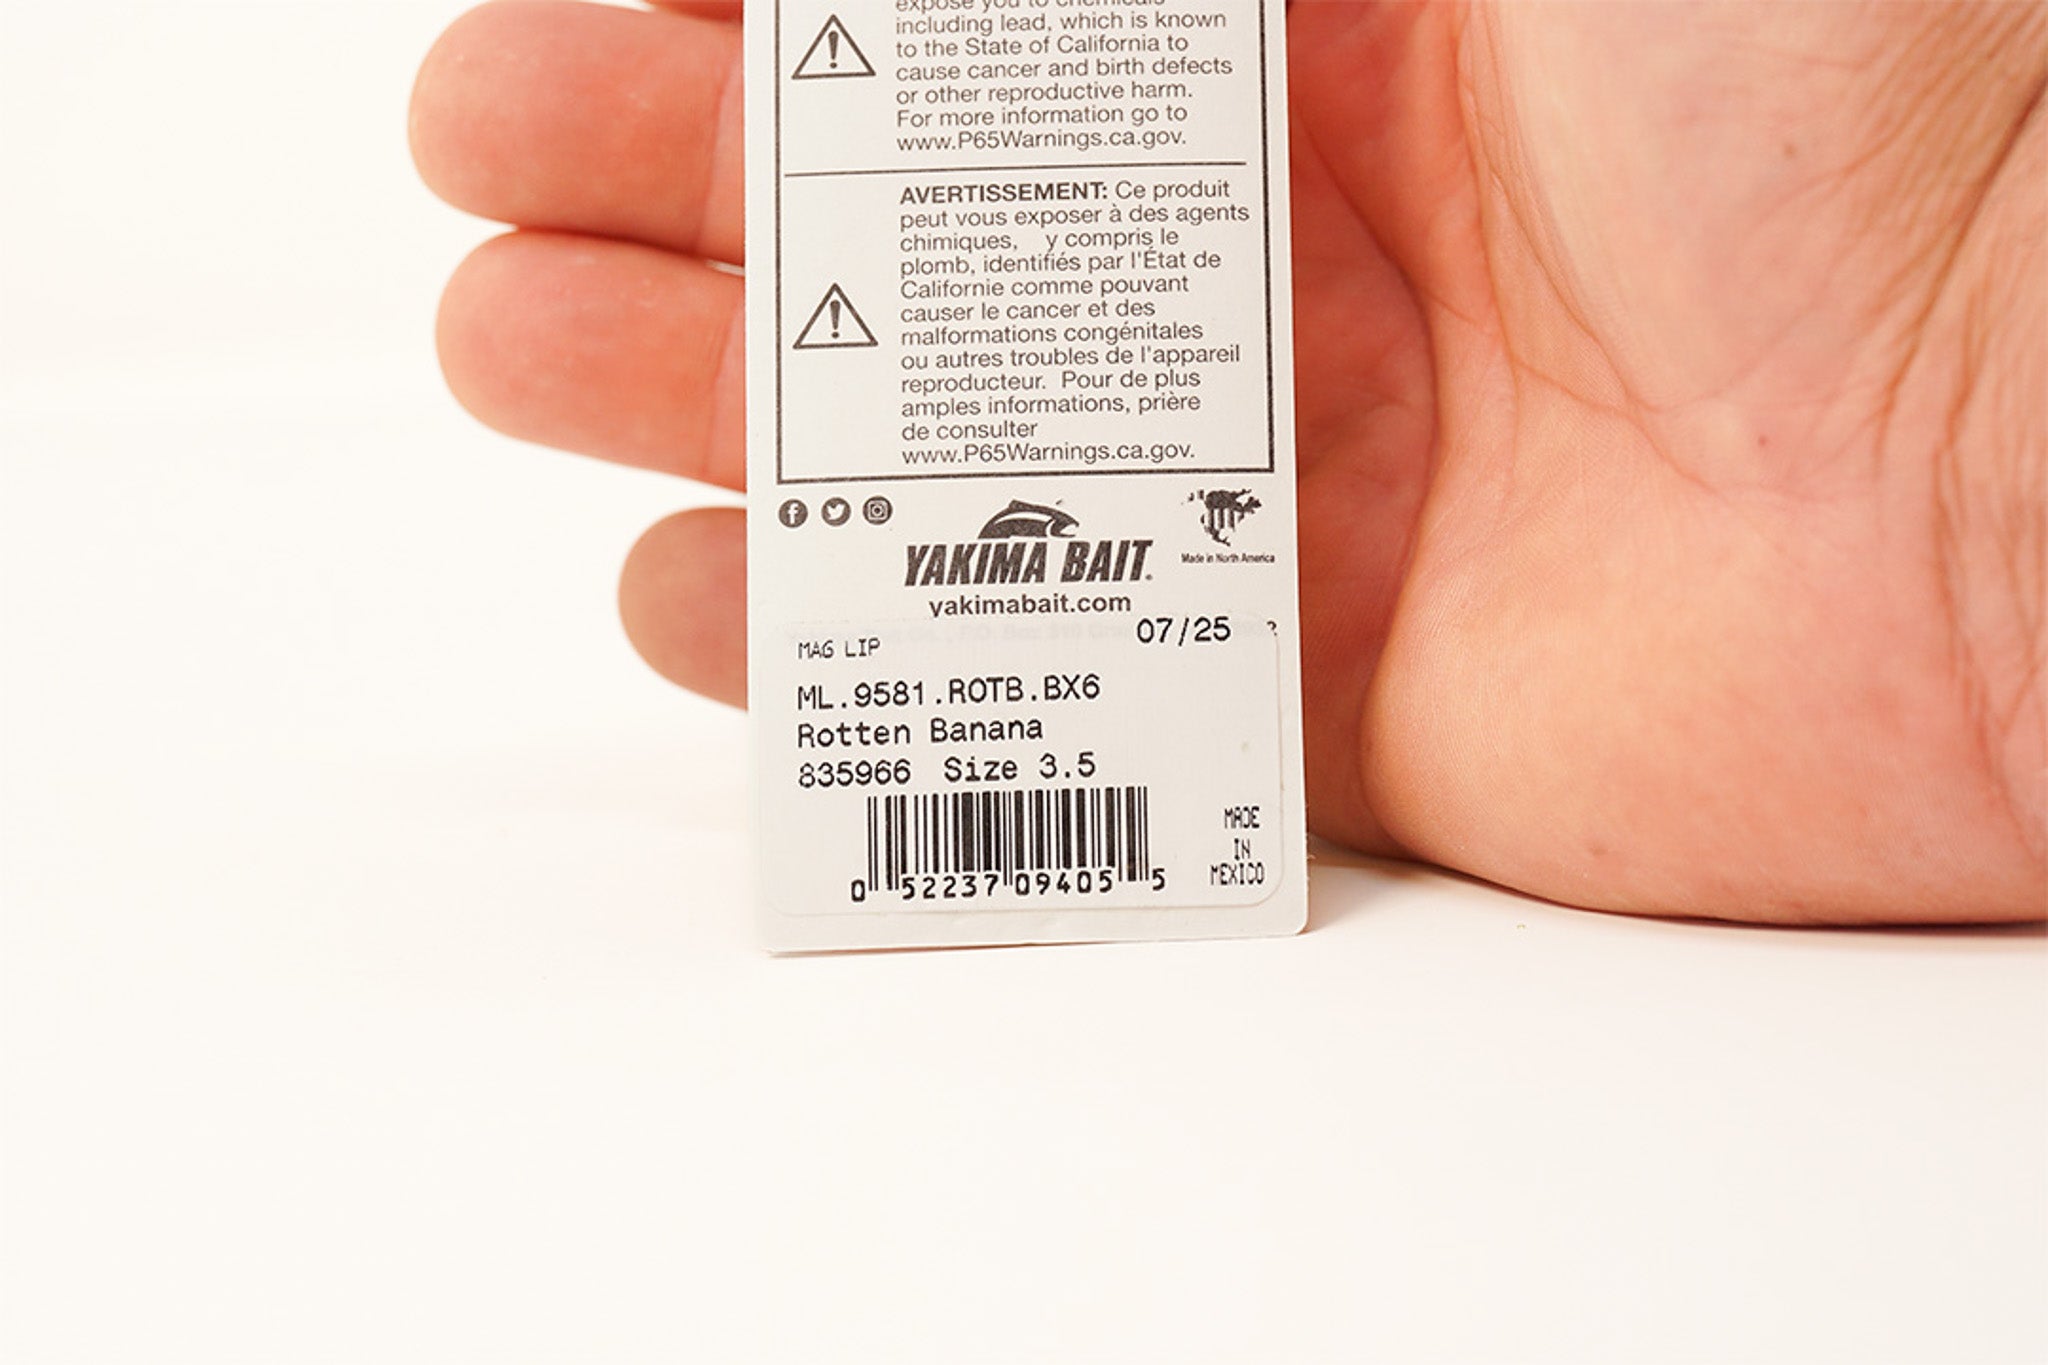 expose you to chemicals
including lead, which is known
to the State of California to
cause cancer and birth defects
or other reproductive harm.
For more information go to
www.P65Warnings.ca.gov.
AVERTISSEMENT: Ce produit
peut vous exposer à des agents
chimiques, y compris le
plomb, identifiés par l'État de
Californie comme pouvant
causer le cancer et des
malformations congénitales
ou autres troubles de l'appareil
reproducteur. Pour de plus
amples informations, prière
de consulter
www.P65Warnings.ca.gov.
YAKIMA BAIT.
Made in North America
yakimabait.com
07/25
MAG LIP
ML.9581.ROTB.BX6
Rotten Banana
835966 Size 3.5
MADE
IN
MEXICO
0 52237 09405 5